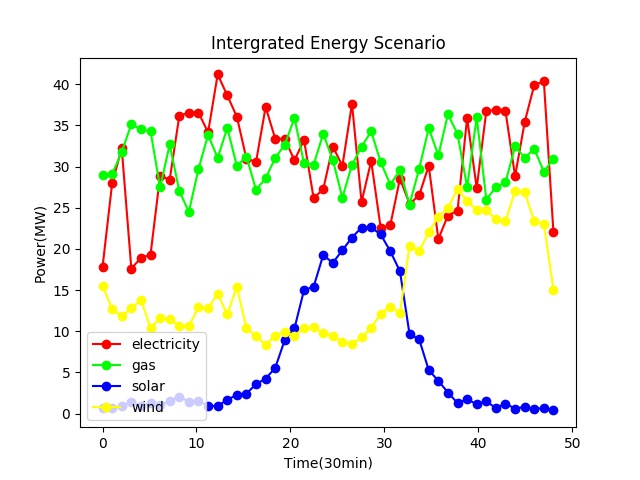 Intergrated Energy Scenario
Power(MW)
40
35
30
25
20
15
10
5
0
electricity
gas
solar
wind
0 10 20 30 40 50
Time(30min)